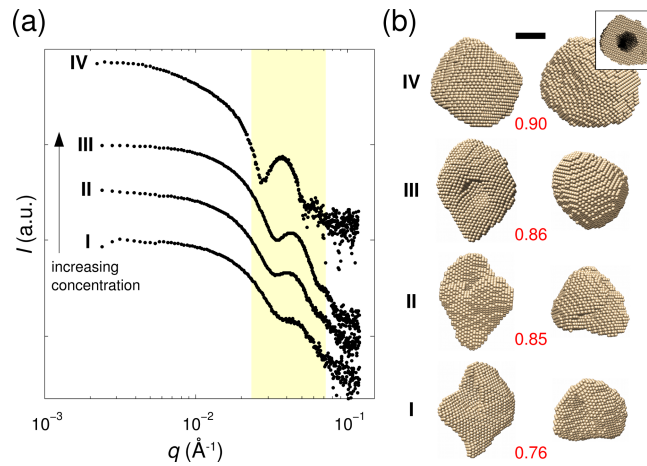 (a)
(b)
IV
III
II
I
increasing
concentration
I (a.u.)
10⁻³
10⁻²
10⁻¹
q (Å⁻¹)
IV
0.90
III
0.86
II
0.85
I
0.76